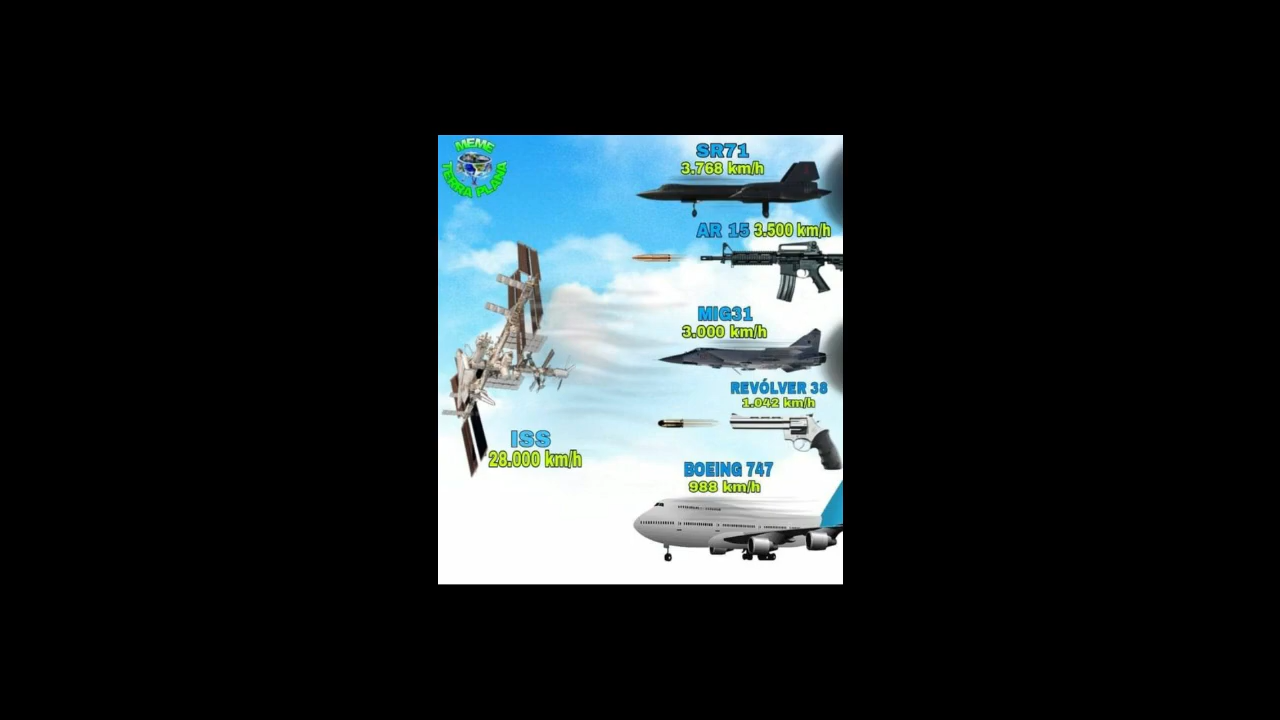 MEME
TERRA PLANA
SR71
3.768 km/h
AR 15 3.500 km/h
MIG31
3.000 km/h
REVÓLVER 38
1.042 km/h
ISS
28.000 km/h
BOEING 747
988 km/h